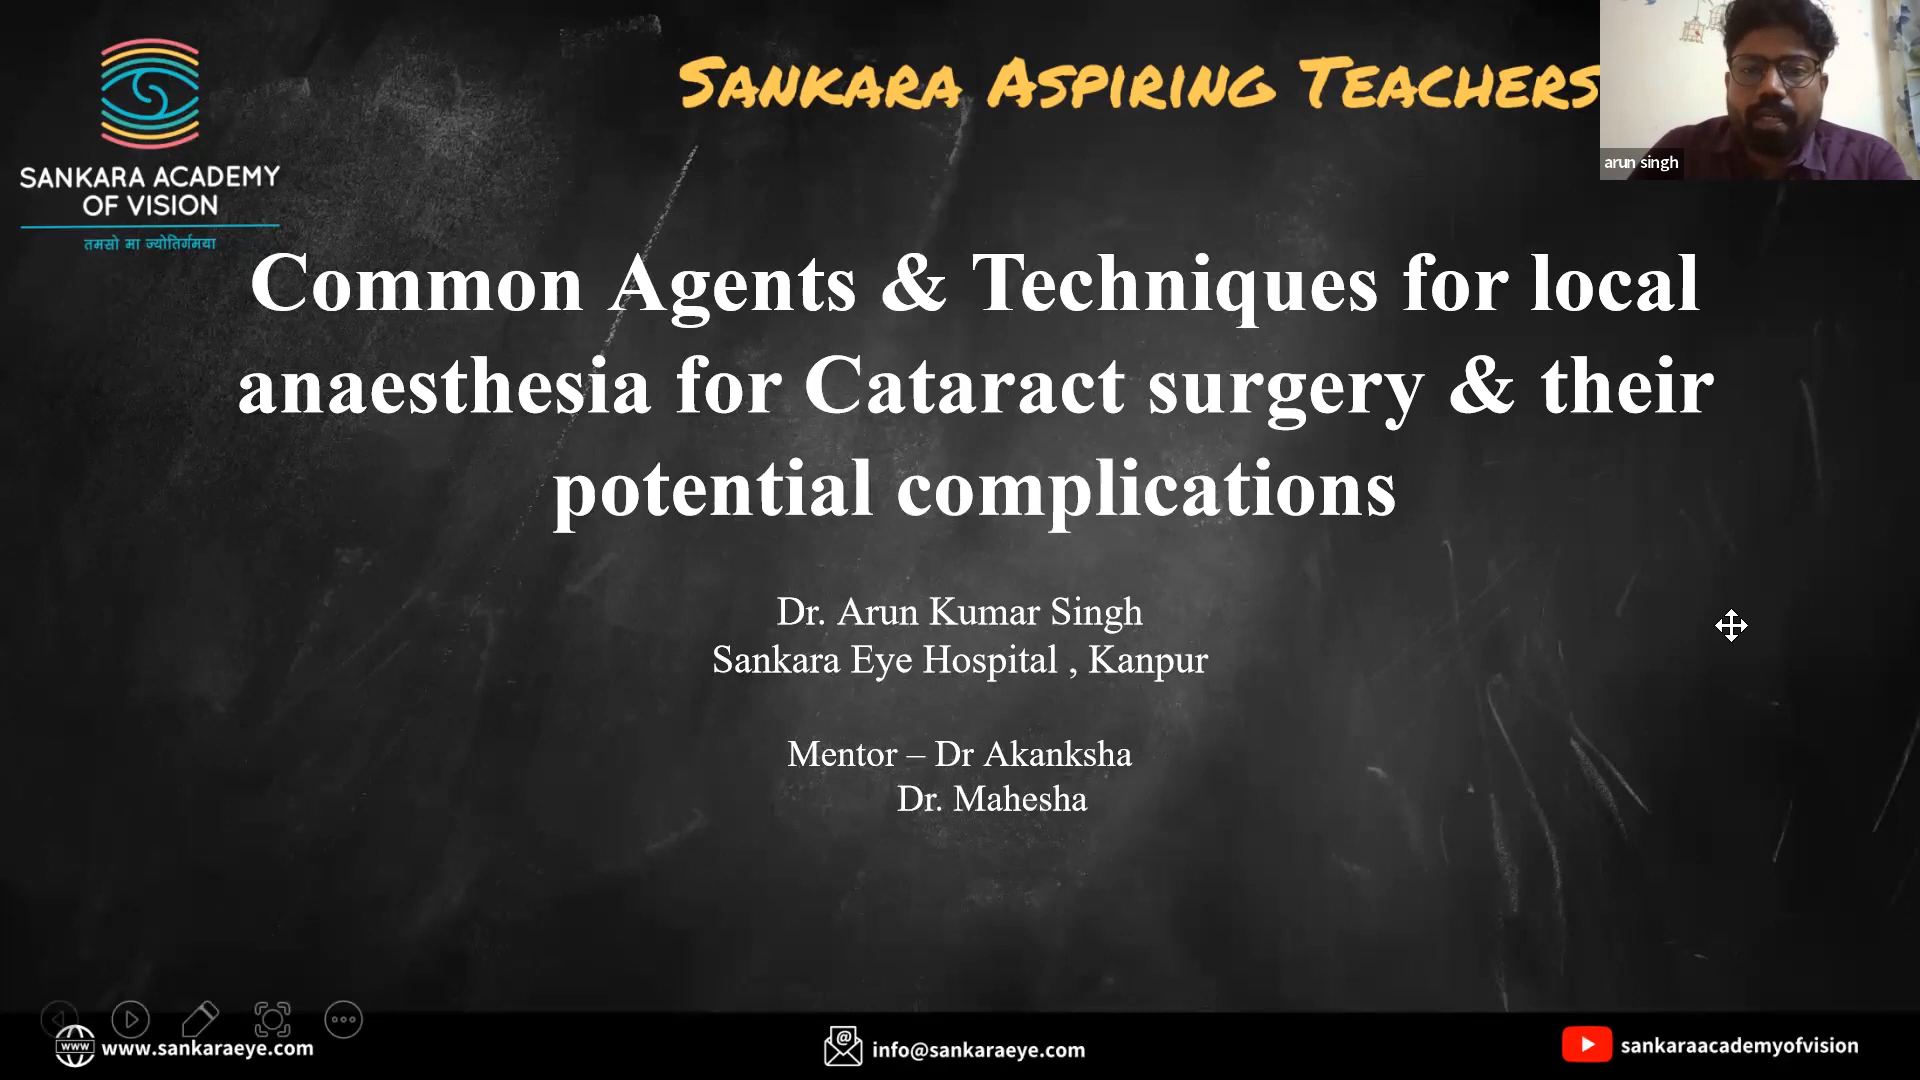 SANKARA ASPIRING TEACHERS
arun singh
SANKARA ACADEMY
OF VISION
तमसो मा ज्योतिर्गमया
Common Agents & Techniques for local
anaesthesia for Cataract surgery & their
potential complications
Dr. Arun Kumar Singh
Sankara Eye Hospital , Kanpur
Mentor – Dr Akanksha
Dr. Mahesha
www
www.sankaraeye.com
@
info@sankaraeye.com
sankaraacademyofvision